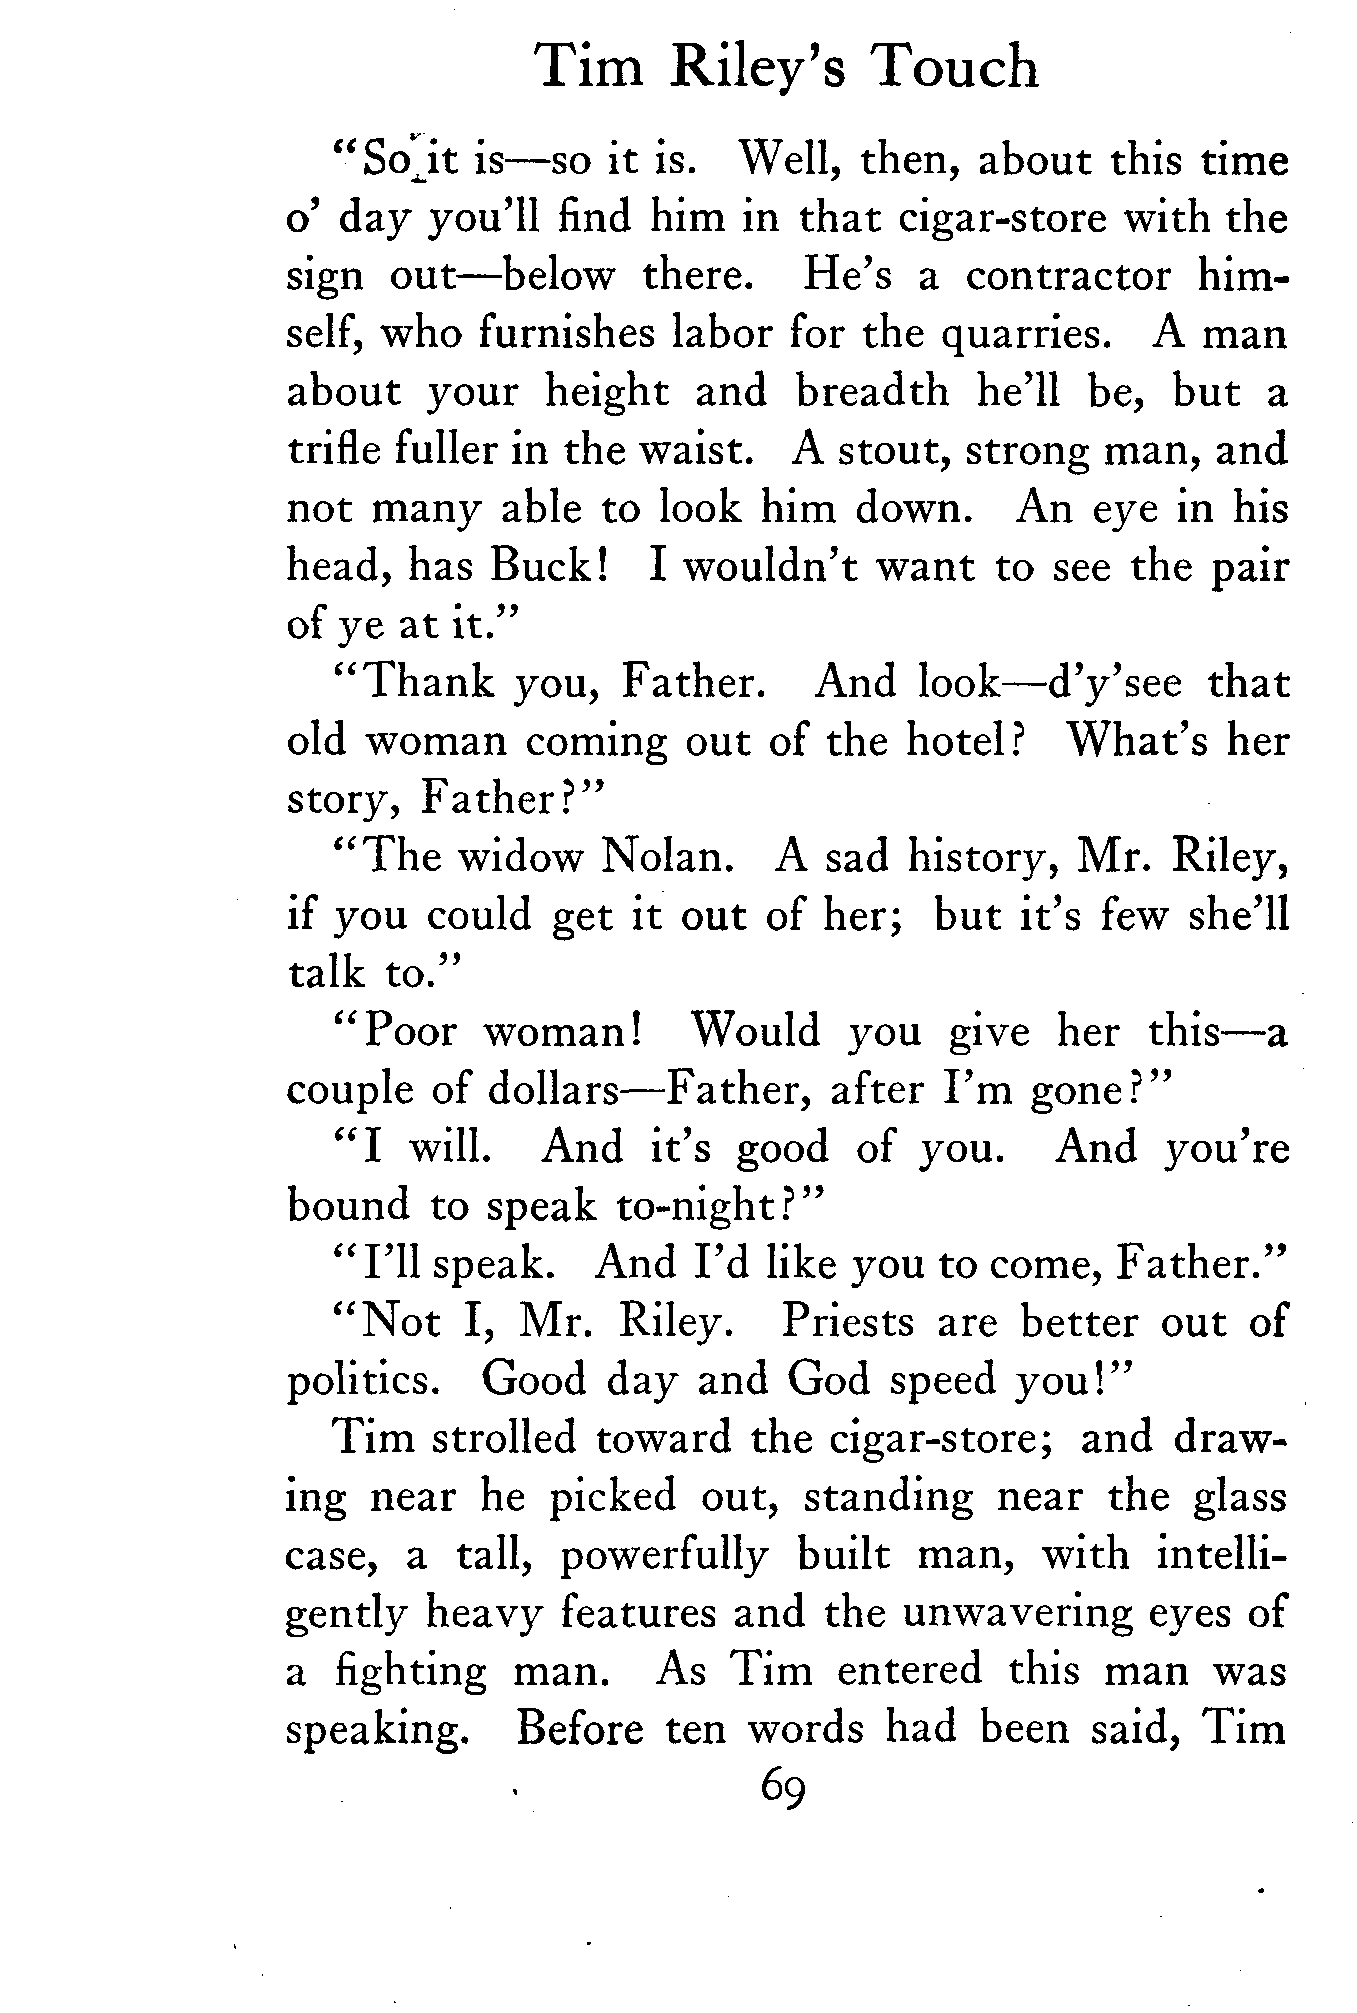 Tim Riley's Touch
"So it is—so it is. Well, then, about this time
o' day you'll find him in that cigar-store with the
sign out—below there. He's a contractor him-
self, who furnishes labor for the quarries. A man
about your height and breadth he'll be, but a
trifle fuller in the waist. A stout, strong man, and
not many able to look him down. An eye in his
head, has Buck! I wouldn't want to see the pair
of ye at it."
"Thank you, Father. And look—d'y'see that
old woman coming out of the hotel? What's her
story, Father?"
"The widow Nolan. A sad history, Mr. Riley,
if you could get it out of her; but it's few she'll
talk to."
"Poor woman! Would you give her this—a
couple of dollars—Father, after I'm gone?"
"I will. And it's good of you. And you're
bound to speak to-night?"
"I'll speak. And I'd like you to come, Father."
"Not I, Mr. Riley. Priests are better out of
politics. Good day and God speed you!"
Tim strolled toward the cigar-store; and draw-
ing near he picked out, standing near the glass
case, a tall, powerfully built man, with intelli-
gently heavy features and the unwavering eyes of
a fighting man. As Tim entered this man was
speaking. Before ten words had been said, Tim
69